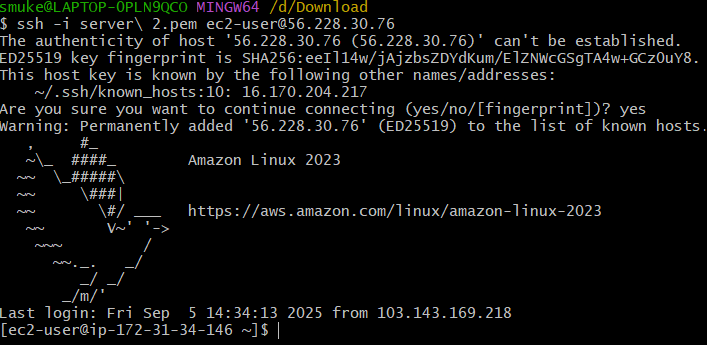 smuke@LAPTOP-0PLN9QCO MINGW64 /d/Download
$ ssh -i server\ 2.pem ec2-user@56.228.30.76
The authenticity of host '56.228.30.76 (56.228.30.76)' can't be established.
ED25519 key fingerprint is SHA256:eeIl14w/jAjzbsZDYdKum/ElZNWcGSgTA4w+GCzOuY8.
This host key is known by the following other names/addresses:
    ~/.ssh/known_hosts:10: 16.170.204.217
Are you sure you want to continue connecting (yes/no/[fingerprint])? yes
Warning: Permanently added '56.228.30.76' (ED25519) to the list of known hosts.
   ,     #_
   ~\_  ####_        Amazon Linux 2023
  ~~  \_#####\
  ~~     \###|
  ~~       \#/ ___   https://aws.amazon.com/linux/amazon-linux-2023
   ~~       V~' '->
    ~~~         /
      ~~._.   _/
         _/ _/
       _/m/'
Last login: Fri Sep  5 14:34:13 2025 from 103.143.169.218
[ec2-user@ip-172-31-34-146 ~]$